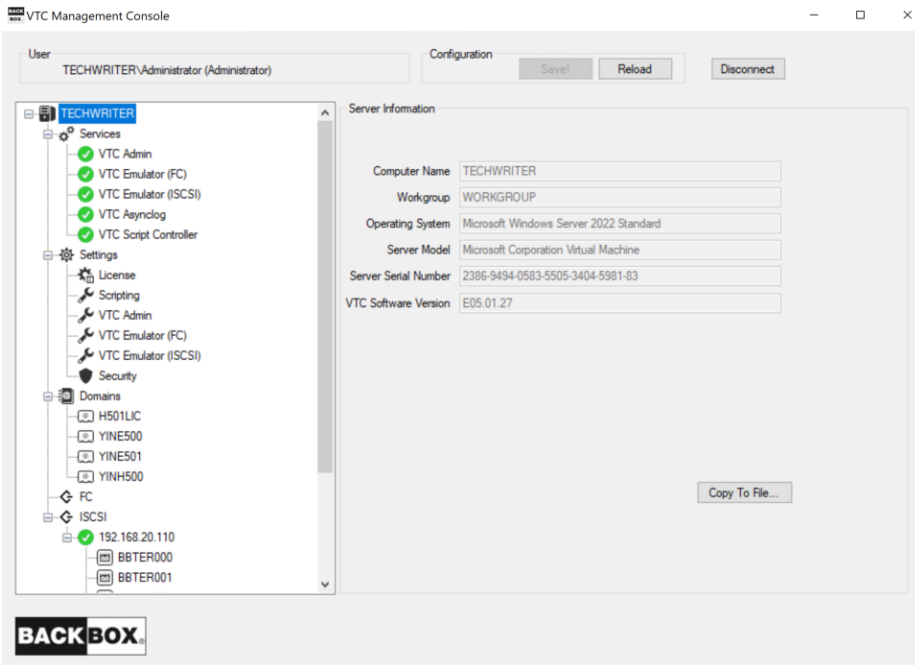 BACK
BOX.
VTC Management Console
User
TECHWRITER\Administrator (Administrator)
Configuration
Save!
Reload
Disconnect
TECHWRITER
Services
VTC Admin
VTC Emulator (FC)
VTC Emulator (ISCSI)
VTC Asynclog
VTC Script Controller
Settings
License
Scripting
VTC Admin
VTC Emulator (FC)
VTC Emulator (ISCSI)
Security
Domains
H501LIC
YINE500
YINE501
YINH500
FC
ISCSI
192.168.20.110
BBTER000
BBTER001
Server Information
Computer Name TECHWRITER
Workgroup WORKGROUP
Operating System Microsoft Windows Server 2022 Standard
Server Model Microsoft Corporation Virtual Machine
Server Serial Number 2386-9494-0583-5505-3404-5981-83
VTC Software Version E05.01.27
Copy To File...
BACKBOX®